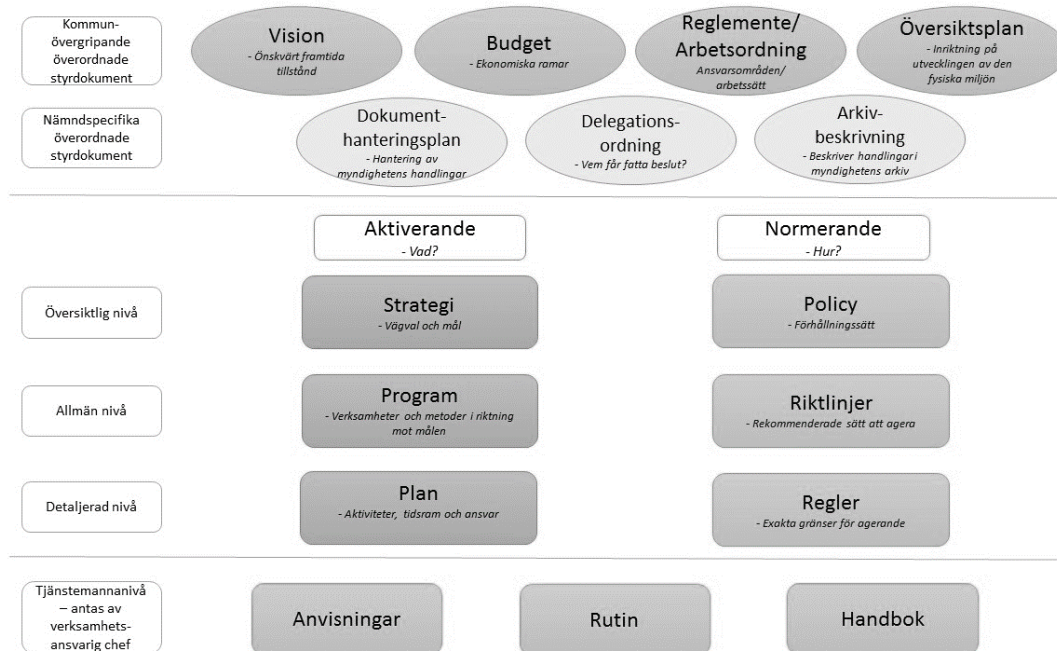 Kommun-
övergripande
överordnade
styrdokument
Vision
- Önskvärt framtida
tillstånd
Budget
- Ekonomiska ramar
Reglemente/
Arbetsordning
Ansvarsområden/
arbetssätt
Översiktsplan
- Inriktning på
utvecklingen av den
fysiska miljön
Nämndspecifika
överordnade
styrdokument
Dokument-
hanteringsplan
- Hantering av
myndighetens handlingar
Delegations-
ordning
- Vem får fatta beslut?
Arkiv-
beskrivning
- Beskriver handlingar i
myndighetens arkiv
Aktiverande
- Vad?
Normerande
- Hur?
Översiktlig nivå
Strategi
- Vägval och mål
Policy
- Förhållningssätt
Allmän nivå
Program
- Verksamheter och metoder i riktning
mot målen
Riktlinjer
- Rekommenderade sätt att agera
Detaljerad nivå
Plan
- Aktiviteter, tidsram och ansvar
Regler
- Exakta gränser för agerande
Tjänstemannanivå
– antas av
verksamhets-
ansvarig chef
Anvisningar
Rutin
Handbok